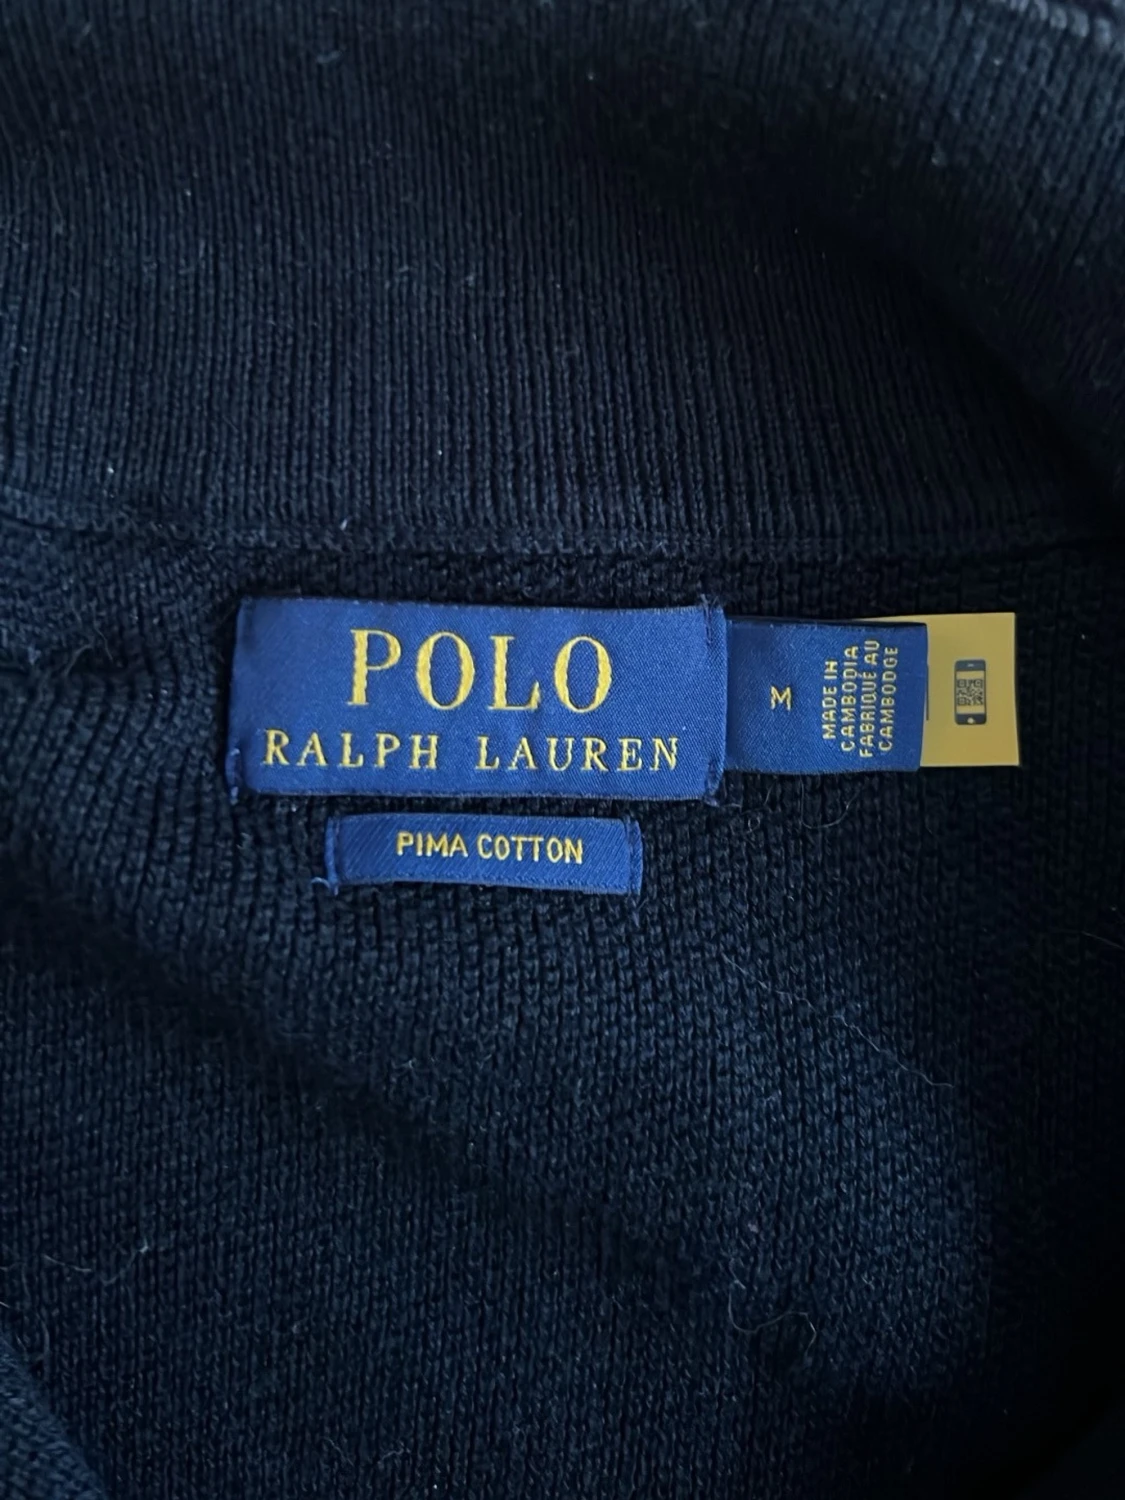 POLO
RALPH LAUREN
M
MADE IN
CAMBODIA
FABRIQUÉ AU
CAMBODGE
PIMA COTTON